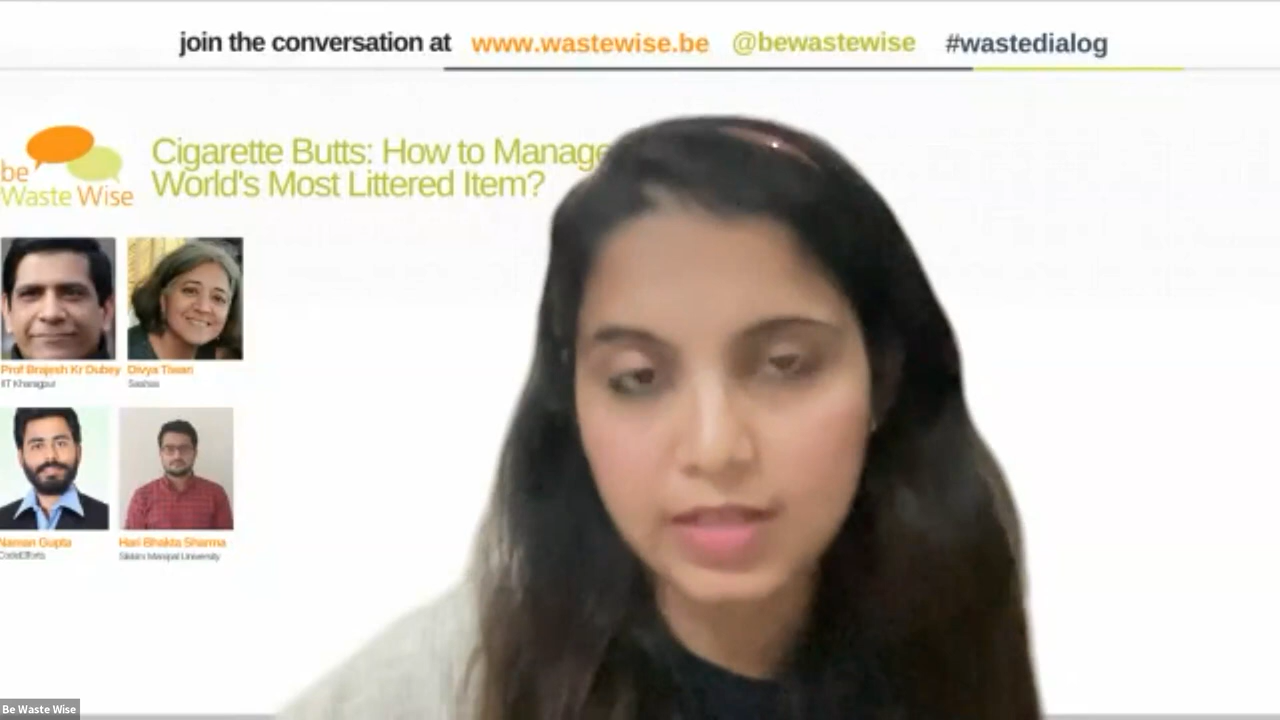 join the conversation at www.wastewise.be @bewastewise #wastedialog
be
Waste Wise
Cigarette Butts: How to Manage
World's Most Littered Item?
Prof Brajesh Kr Dubey
IIT Kharagpur
Divya Tiwari
Saahas
Naman Gupta
CodeEfforts
Hari Bhakta Sharma
Sikkim Manipal University
Be Waste Wise